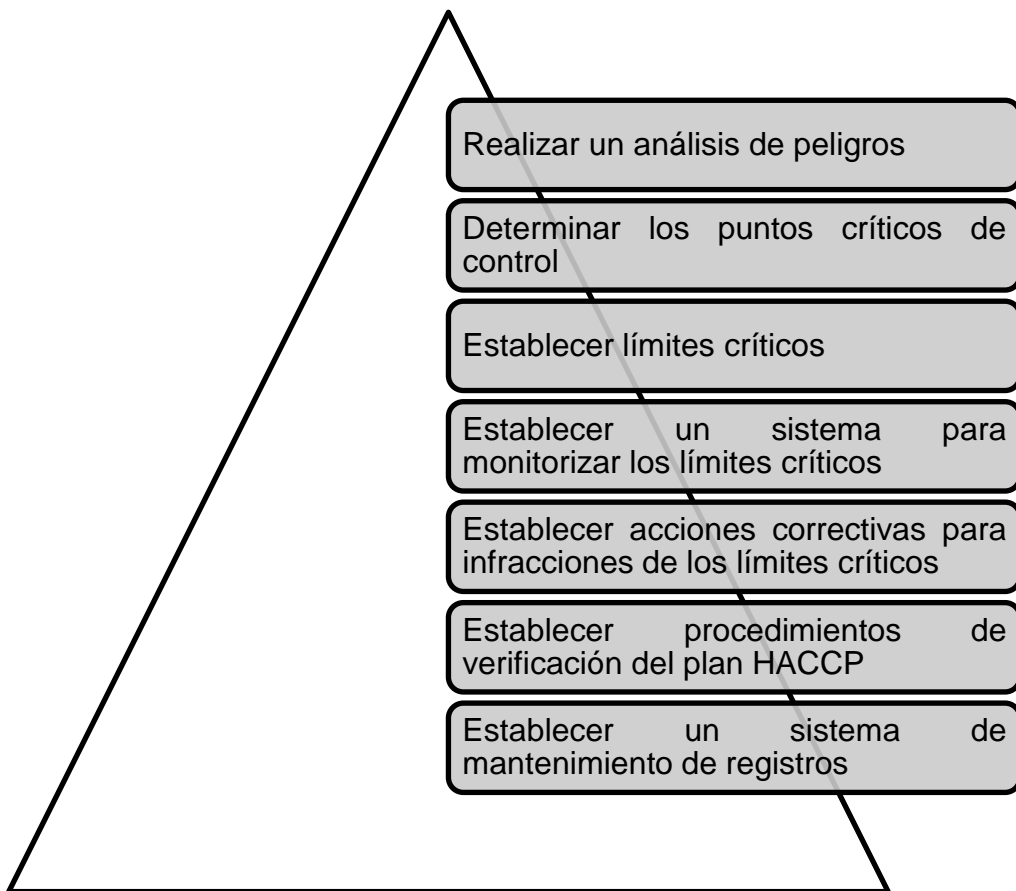 Realizar un análisis de peligros
Determinar los puntos críticos de
control
Establecer límites críticos
Establecer un sistema para
monitorizar los límites críticos
Establecer acciones correctivas para
infracciones de los límites críticos
Establecer procedimientos de
verificación del plan HACCP
Establecer un sistema de
mantenimiento de registros